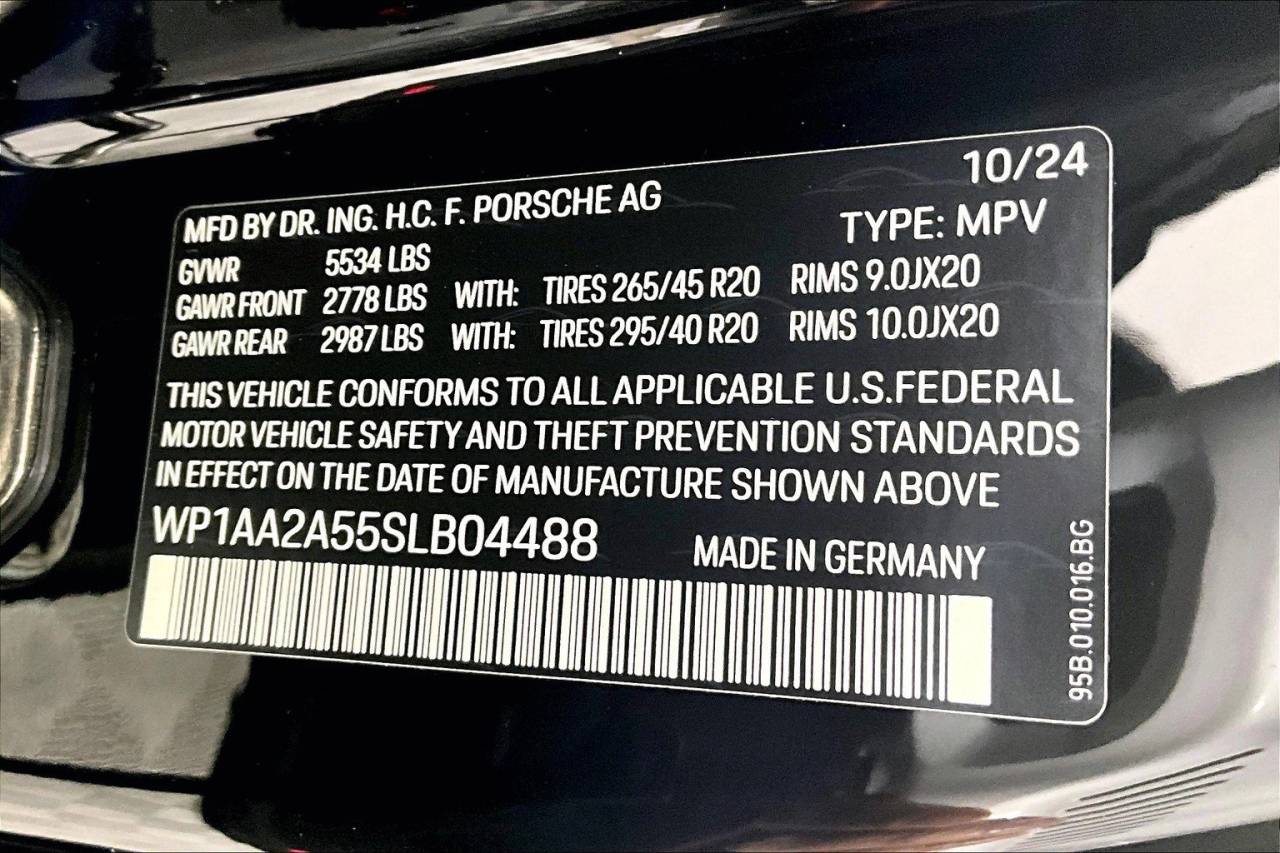 10/24
MFD BY DR. ING. H.C. F. PORSCHE AG
TYPE: MPV
GVWR 5534 LBS
GAWR FRONT 2778 LBS WITH: TIRES 265/45 R20 RIMS 9.0JX20
GAWR REAR 2987 LBS WITH: TIRES 295/40 R20 RIMS 10.0JX20
THIS VEHICLE CONFORMS TO ALL APPLICABLE U.S.FEDERAL
MOTOR VEHICLE SAFETY AND THEFT PREVENTION STANDARDS
IN EFFECT ON THE DATE OF MANUFACTURE SHOWN ABOVE
WP1AA2A55SLB04488
MADE IN GERMANY
95B.010.016.BG